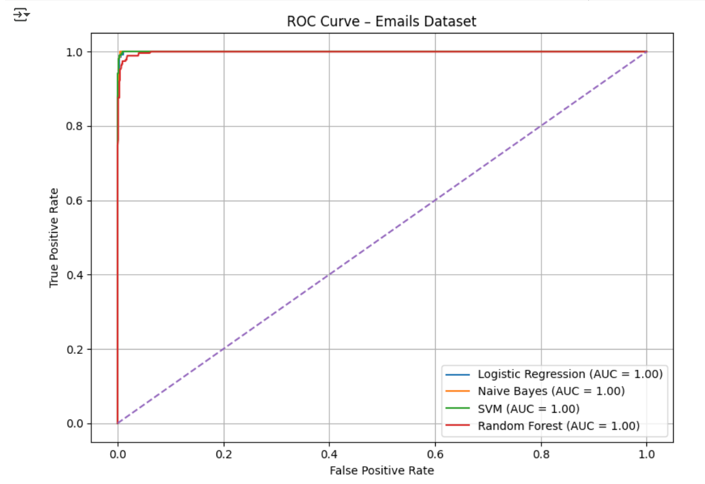 ROC Curve – Emails Dataset
True Positive Rate
1.0
0.8
0.6
0.4
0.2
0.0
Logistic Regression (AUC = 1.00)
Naive Bayes (AUC = 1.00)
SVM (AUC = 1.00)
Random Forest (AUC = 1.00)
0.0 0.2 0.4 0.6 0.8 1.0
False Positive Rate